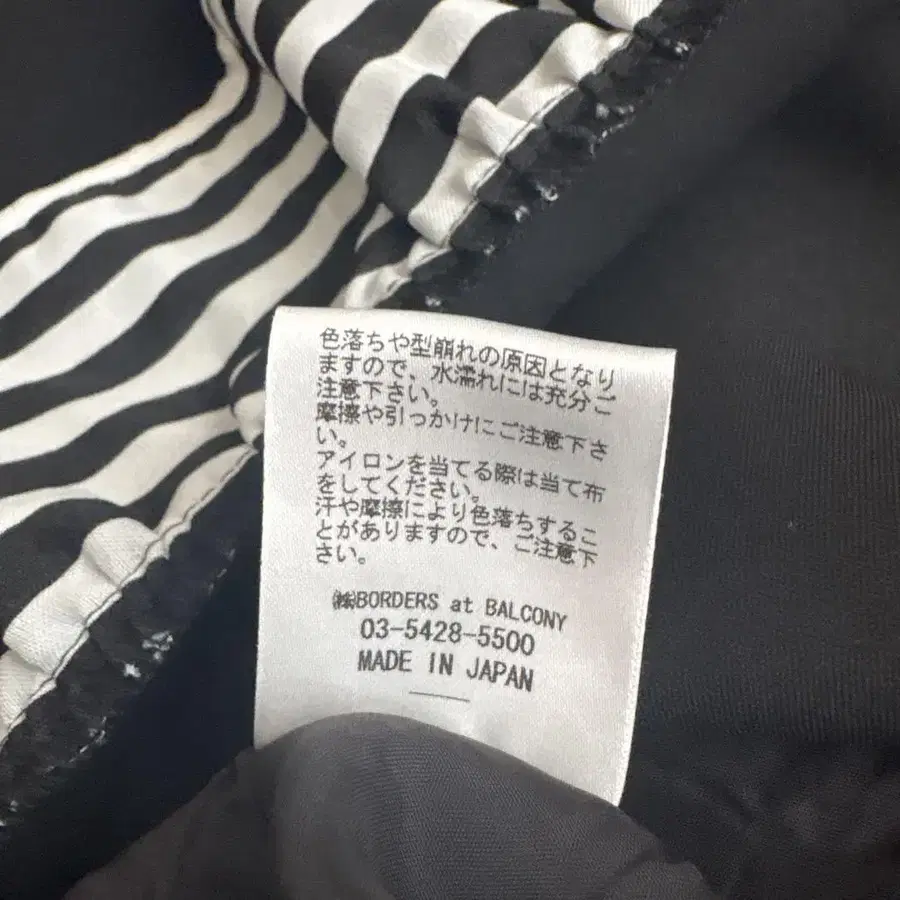 色落ちや型崩れの原因となり
ますので、水濡れには充分ご
注意下さい。
摩擦や引っかけにご注意下さ
い。
アイロンを当てる際は当て布
をしてください。
汗や摩擦により色落ちするこ
とがありますので、ご注意下
さい。
㈱BORDERS at BALCONY
03-5428-5500
MADE IN JAPAN